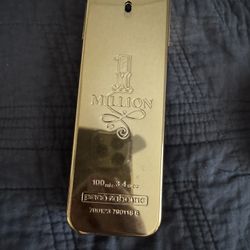 1
MILLION
100 mL 3.4 oz
paco rabanne